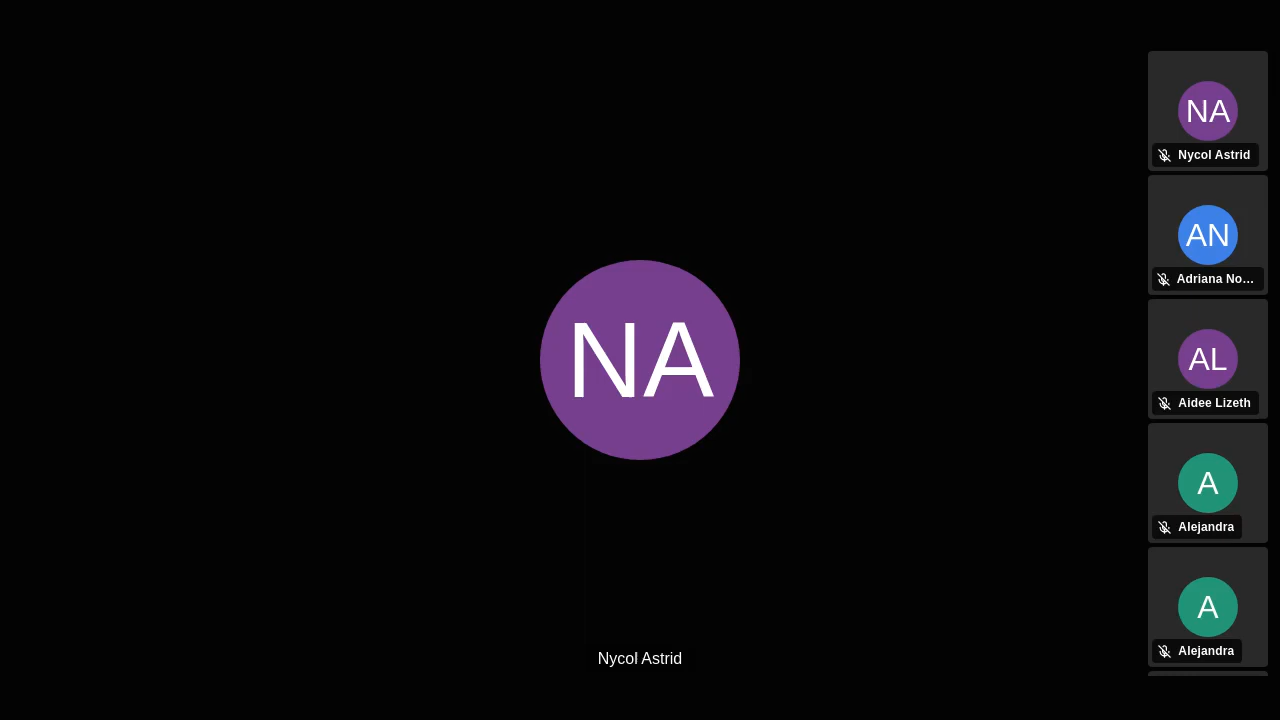 NA
Nycol Astrid
NA
Nycol Astrid
AN
Adriana No...
AL
Aidee Lizeth
A
Alejandra
A
Alejandra